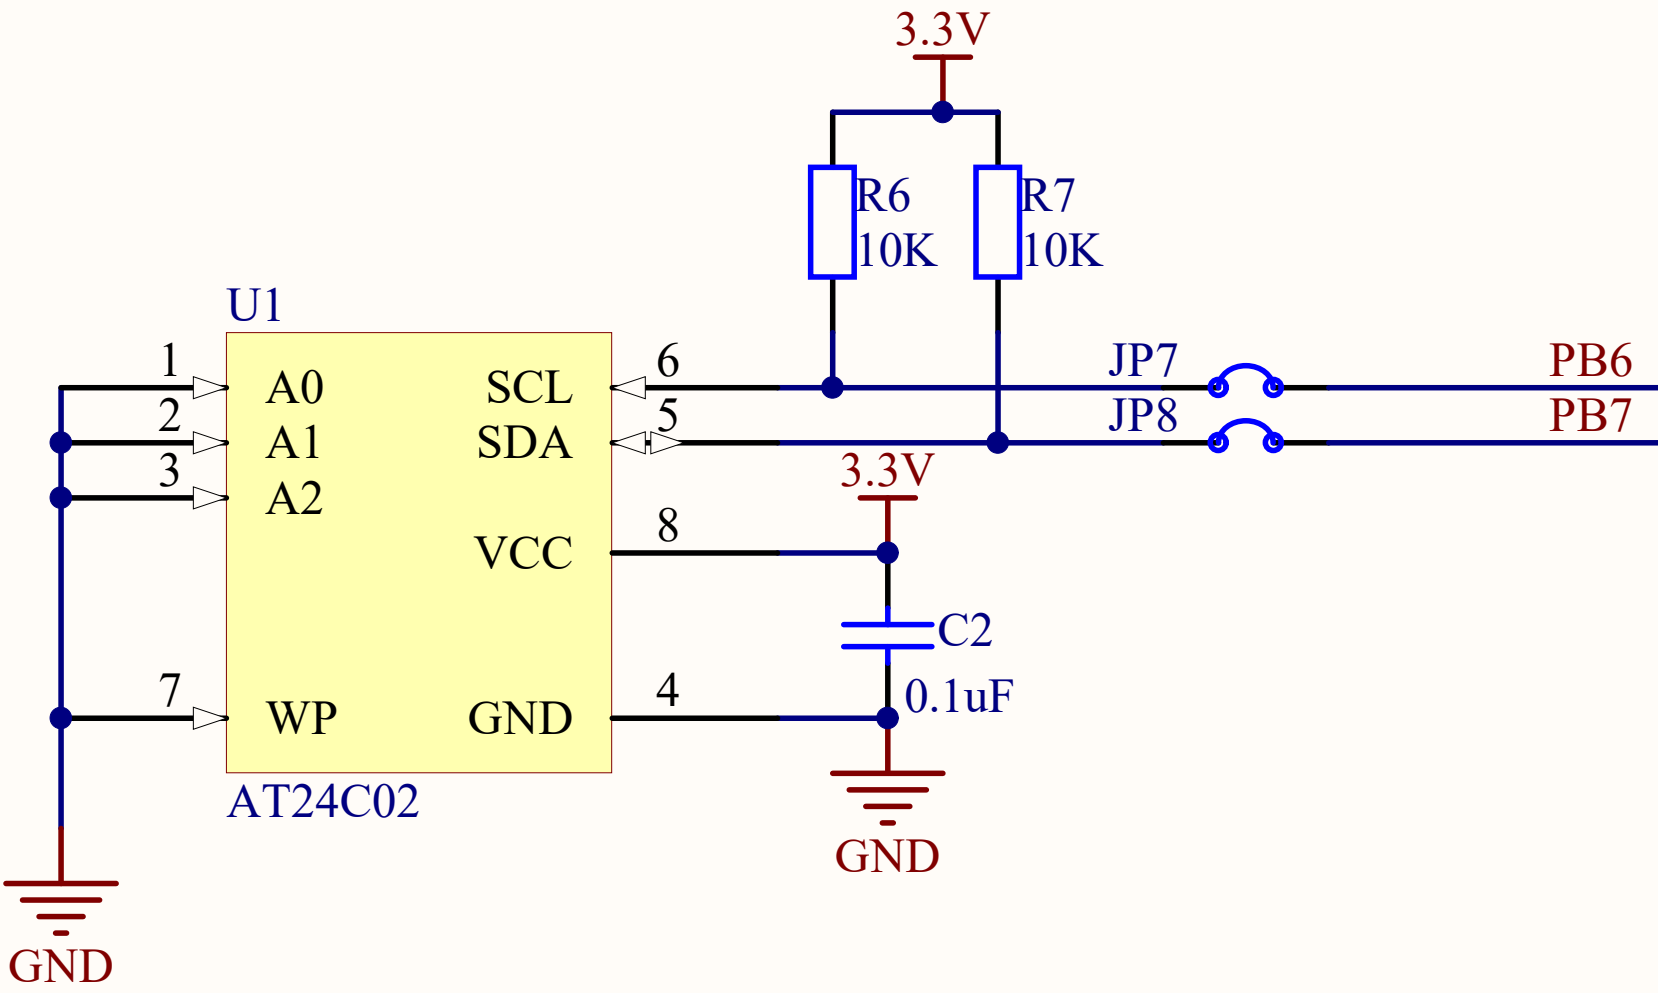 3.3V
R6
10K
R7
10K
U1
1
A0
SCL
6
JP7
PB6
2
A1
SDA
5
JP8
PB7
3
A2
3.3V
VCC
8
C2
0.1uF
7
WP
GND
4
AT24C02
GND
GND